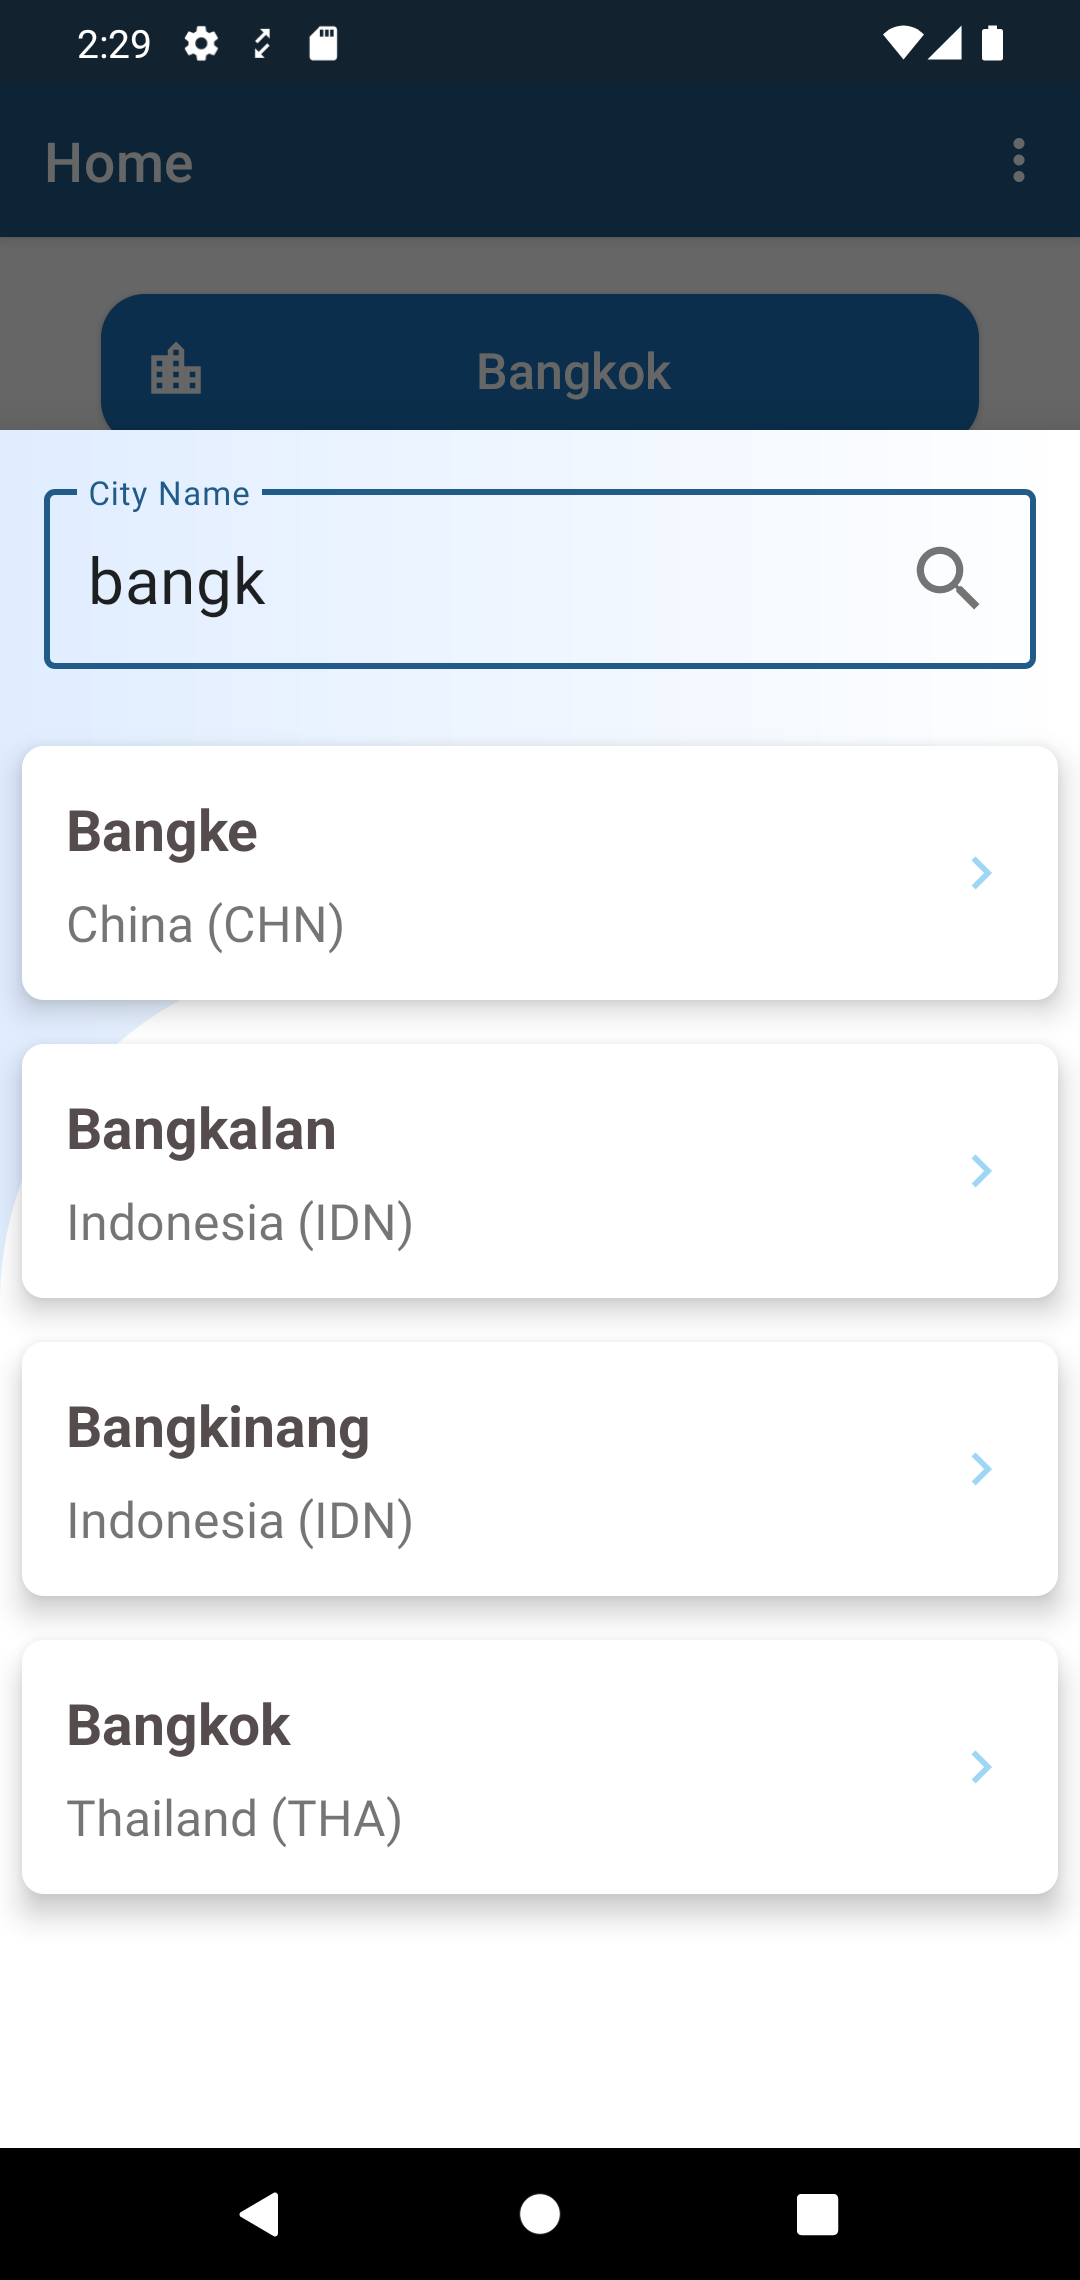 2:29
Home
Bangkok
City Name
bangk
Bangke
China (CHN)
Bangkalan
Indonesia (IDN)
Bangkinang
Indonesia (IDN)
Bangkok
Thailand (THA)